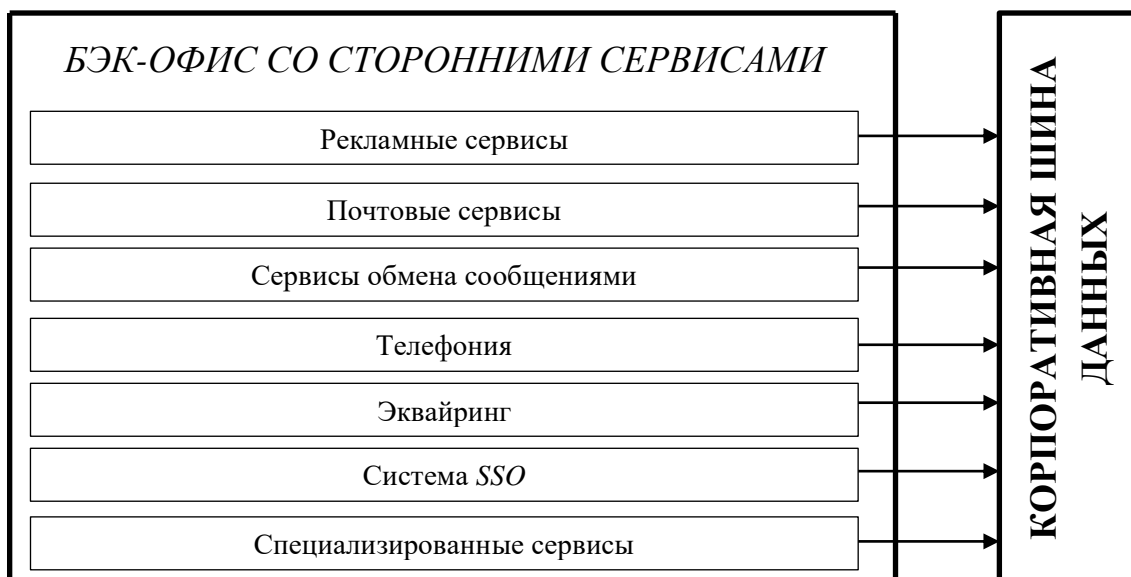 БЭК-ОФИС СО СТОРОННИМИ СЕРВИСАМИ
Рекламные сервисы
Почтовые сервисы
Сервисы обмена сообщениями
Телефония
Эквайринг
Система SSO
Специализированные сервисы
КОРПОРАТИВНАЯ ШИНА
ДАННЫХ